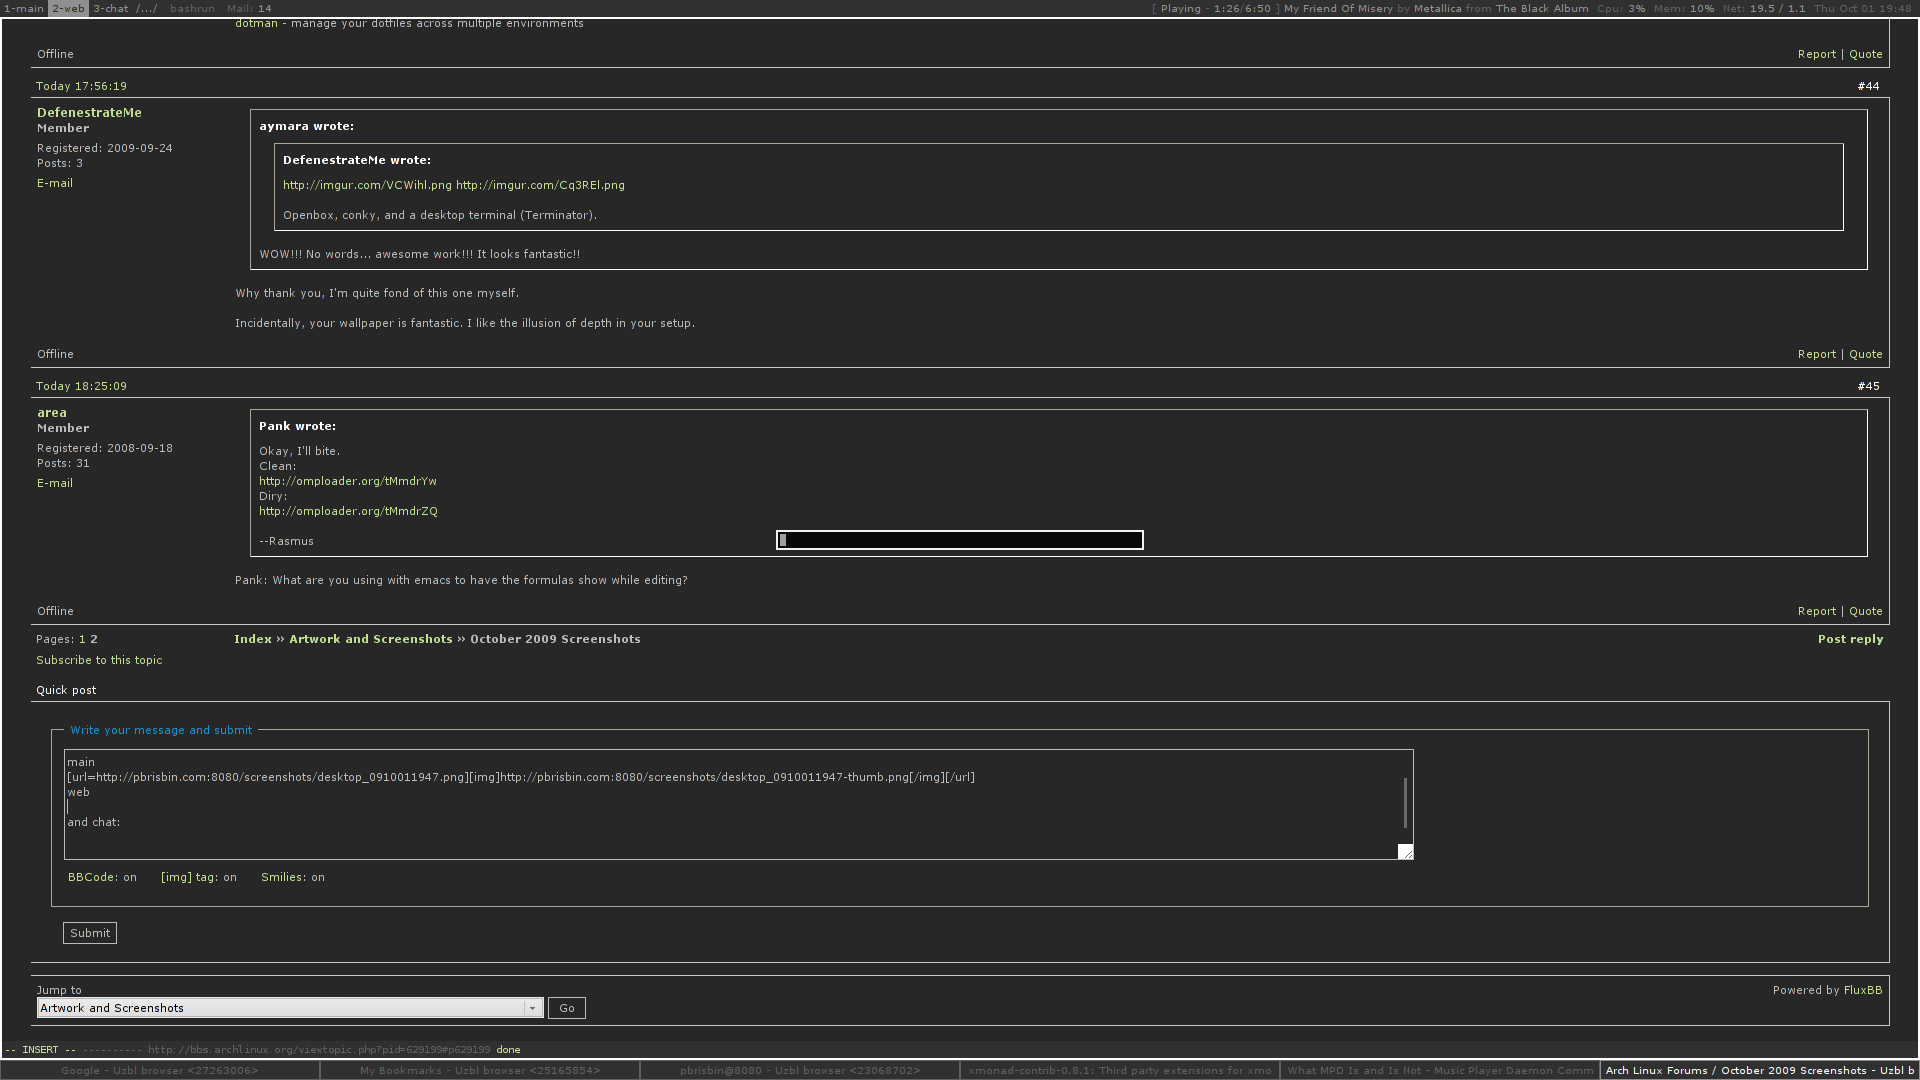 1-main 2-web 3-chat /.../ bashrun Mail: 14 [ Playing - 1:26/6:50 ] My Friend Of Misery by Metallica from The Black Album Cpu: 3% Mem: 10% Net: 19.5 / 1.1 Thu Oct 01 19:48
dotman - manage your dotfiles across multiple environments
Offline Report | Quote
Today 17:56:19 #44
DefenestrateMe
Member
Registered: 2009-09-24
Posts: 3
E-mail
aymara wrote:
DefenestrateMe wrote:
http://imgur.com/VCWihl.png http://imgur.com/Cq3REl.png
Openbox, conky, and a desktop terminal (Terminator).
WOW!!! No words... awesome work!!! It looks fantastic!!
Why thank you, I'm quite fond of this one myself.
Incidentally, your wallpaper is fantastic. I like the illusion of depth in your setup.
Offline Report | Quote
Today 18:25:09 #45
area
Member
Registered: 2008-09-18
Posts: 31
E-mail
Pank wrote:
Okay, I'll bite.
Clean:
http://omploader.org/tMmdrYw
Diry:
http://omploader.org/tMmdrZQ
--Rasmus
Pank: What are you using with emacs to have the formulas show while editing?
Offline Report | Quote
Pages: 1 2 Index » Artwork and Screenshots » October 2009 Screenshots Post reply
Subscribe to this topic
Quick post
Write your message and submit
main
[url=http://pbrisbin.com:8080/screenshots/desktop_0910011947.png][img]http://pbrisbin.com:8080/screenshots/desktop_0910011947-thumb.png[/img][/url]
web
and chat:
BBCode: on [img] tag: on Smilies: on
Submit
Jump to
Artwork and Screenshots Go
Powered by FluxBB
-- INSERT -- ---------- http://bbs.archlinux.org/viewtopic.php?pid=629199#p629199 done
Google - Uzbl browser <27263006> My Bookmarks - Uzbl browser <25165854> pbrisbin@8080 - Uzbl browser <23068702> xmonad-contrib-0.8.1: Third party extensions for xmo What MPD Is and Is Not - Music Player Daemon Comm Arch Linux Forums / October 2009 Screenshots - Uzbl b